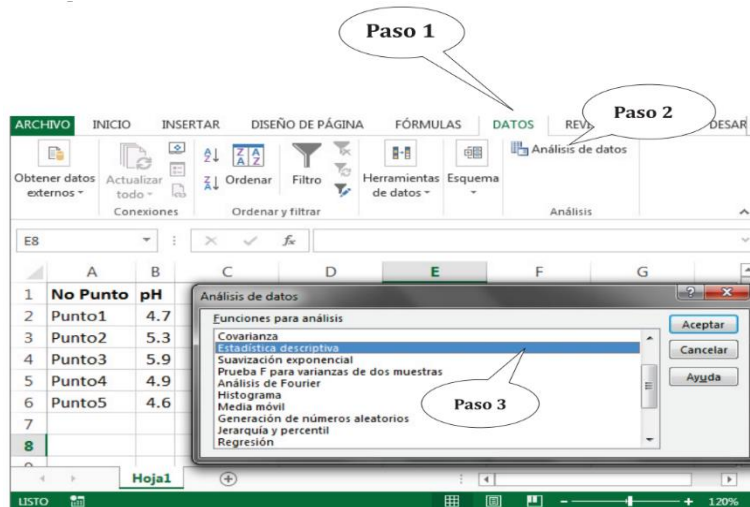 Paso 1
Paso 2
ARCHIVO INICIO INSERTAR DISEÑO DE PÁGINA FÓRMULAS DATOS DESAR
Obtener datos externos
Actualizar todo
Conexiones
Ordenar
Filtro
Ordenar y filtrar
Herramientas de datos
Esquema
Análisis de datos
Análisis
E8 fx
A B C D E F G
1 No Punto pH
2 Punto1 4.7
3 Punto2 5.3
4 Punto3 5.9
5 Punto4 4.9
6 Punto5 4.6
7
8
Análisis de datos
Funciones para análisis
Covarianza
Estadística descriptiva
Suavización exponencial
Prueba F para varianzas de dos muestras
Análisis de Fourier
Histograma
Media móvil
Generación de números aleatorios
Jerarquía y percentil
Regresión
Aceptar
Cancelar
Ayuda
Paso 3
Hoja1
LISTO 120%